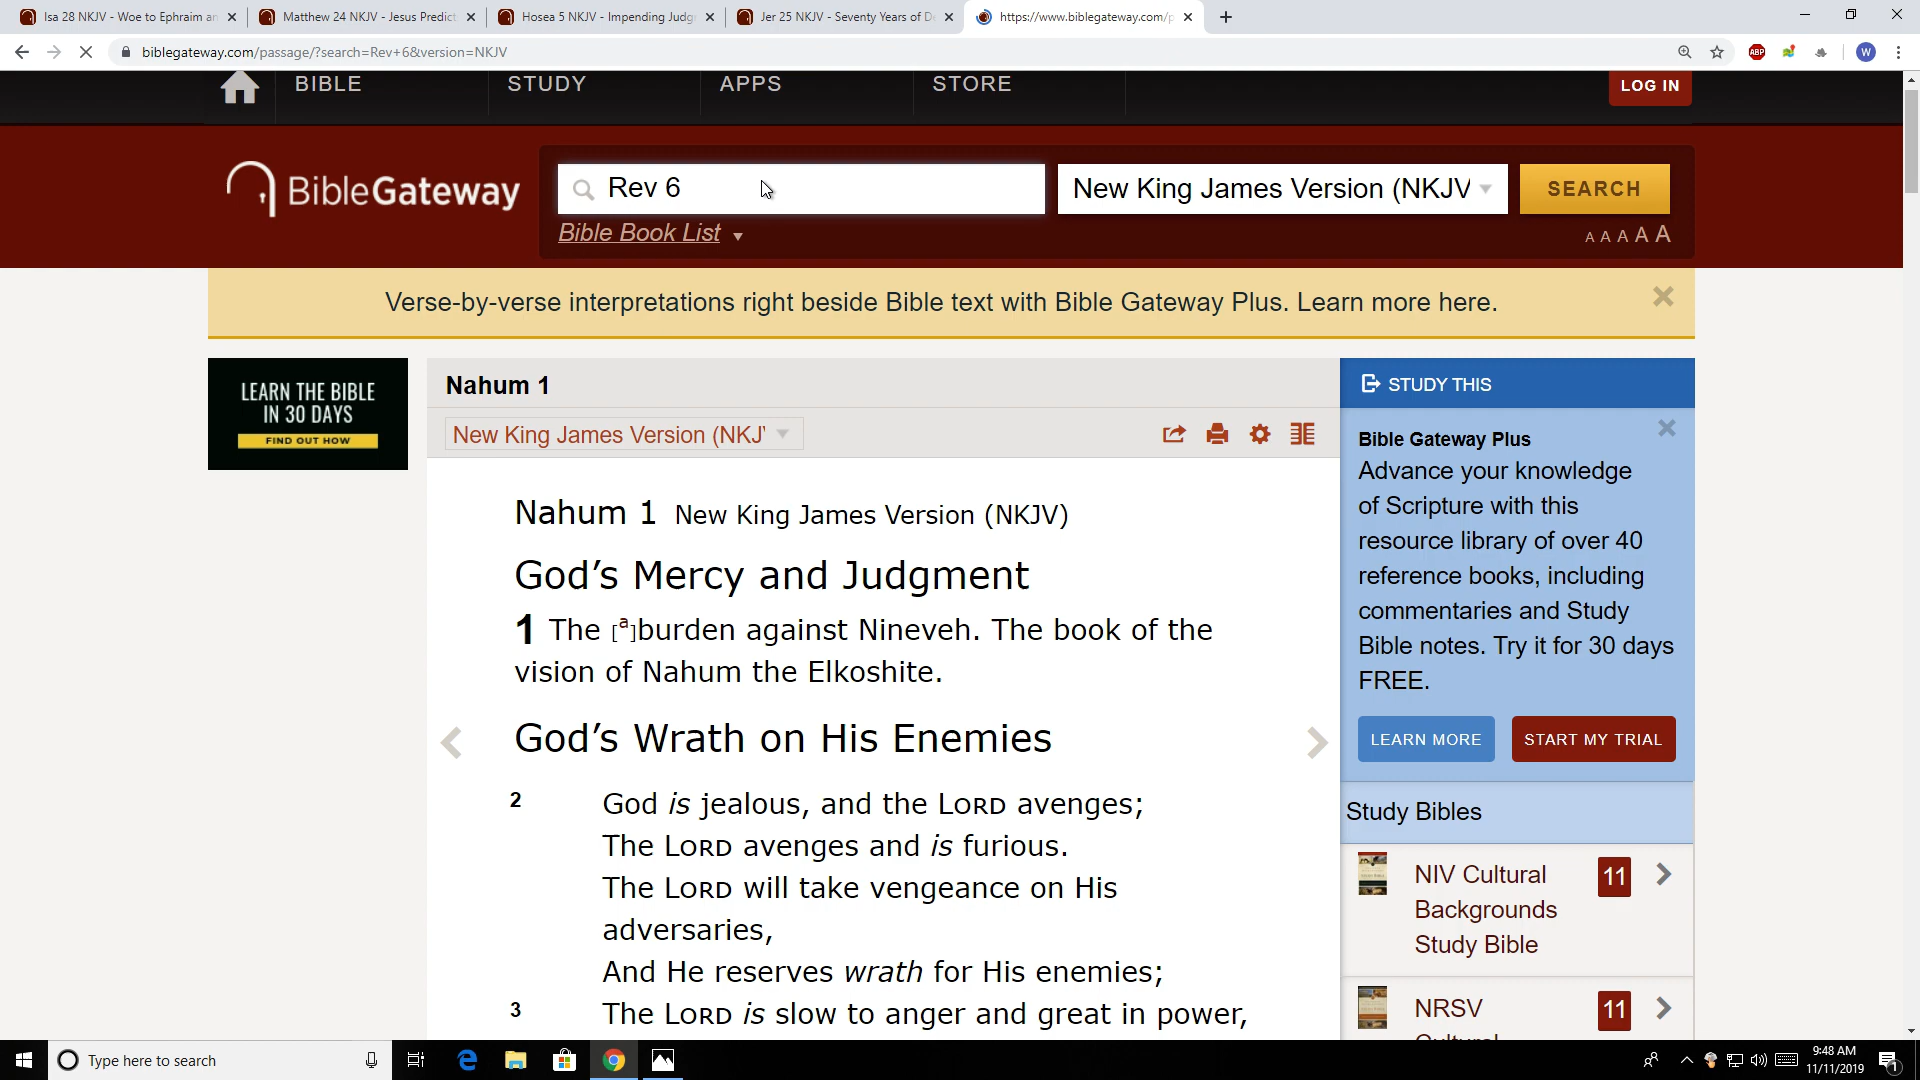 Isa 28 NKJV - Woe to Ephraim an
Matthew 24 NKJV - Jesus Predict
Hosea 5 NKJV - Impending Judg
Jer 25 NKJV - Seventy Years of De
https://www.biblegateway.com/p
biblegateway.com/passage/?search=Rev+6&version=NKJV
ABP
W
BIBLE
STUDY
APPS
STORE
LOG IN
BibleGateway
Rev 6
New King James Version (NKJV
SEARCH
Bible Book List
A A A A A
Verse-by-verse interpretations right beside Bible text with Bible Gateway Plus. Learn more here.
LEARN THE BIBLE
IN 30 DAYS
FIND OUT HOW
Nahum 1
New King James Version (NKJ
Nahum 1 New King James Version (NKJV)
God's Mercy and Judgment
1 The [a]burden against Nineveh. The book of the
vision of Nahum the Elkoshite.
God's Wrath on His Enemies
2 God is jealous, and the LORD avenges;
The LORD avenges and is furious.
The LORD will take vengeance on His
adversaries,
And He reserves wrath for His enemies;
3 The LORD is slow to anger and great in power,
STUDY THIS
Bible Gateway Plus
Advance your knowledge
of Scripture with this
resource library of over 40
reference books, including
commentaries and Study
Bible notes. Try it for 30 days
FREE.
LEARN MORE
START MY TRIAL
Study Bibles
NIV Cultural
Backgrounds
Study Bible
11
NRSV
Cultural
11
Type here to search
9:48 AM
11/11/2019
1